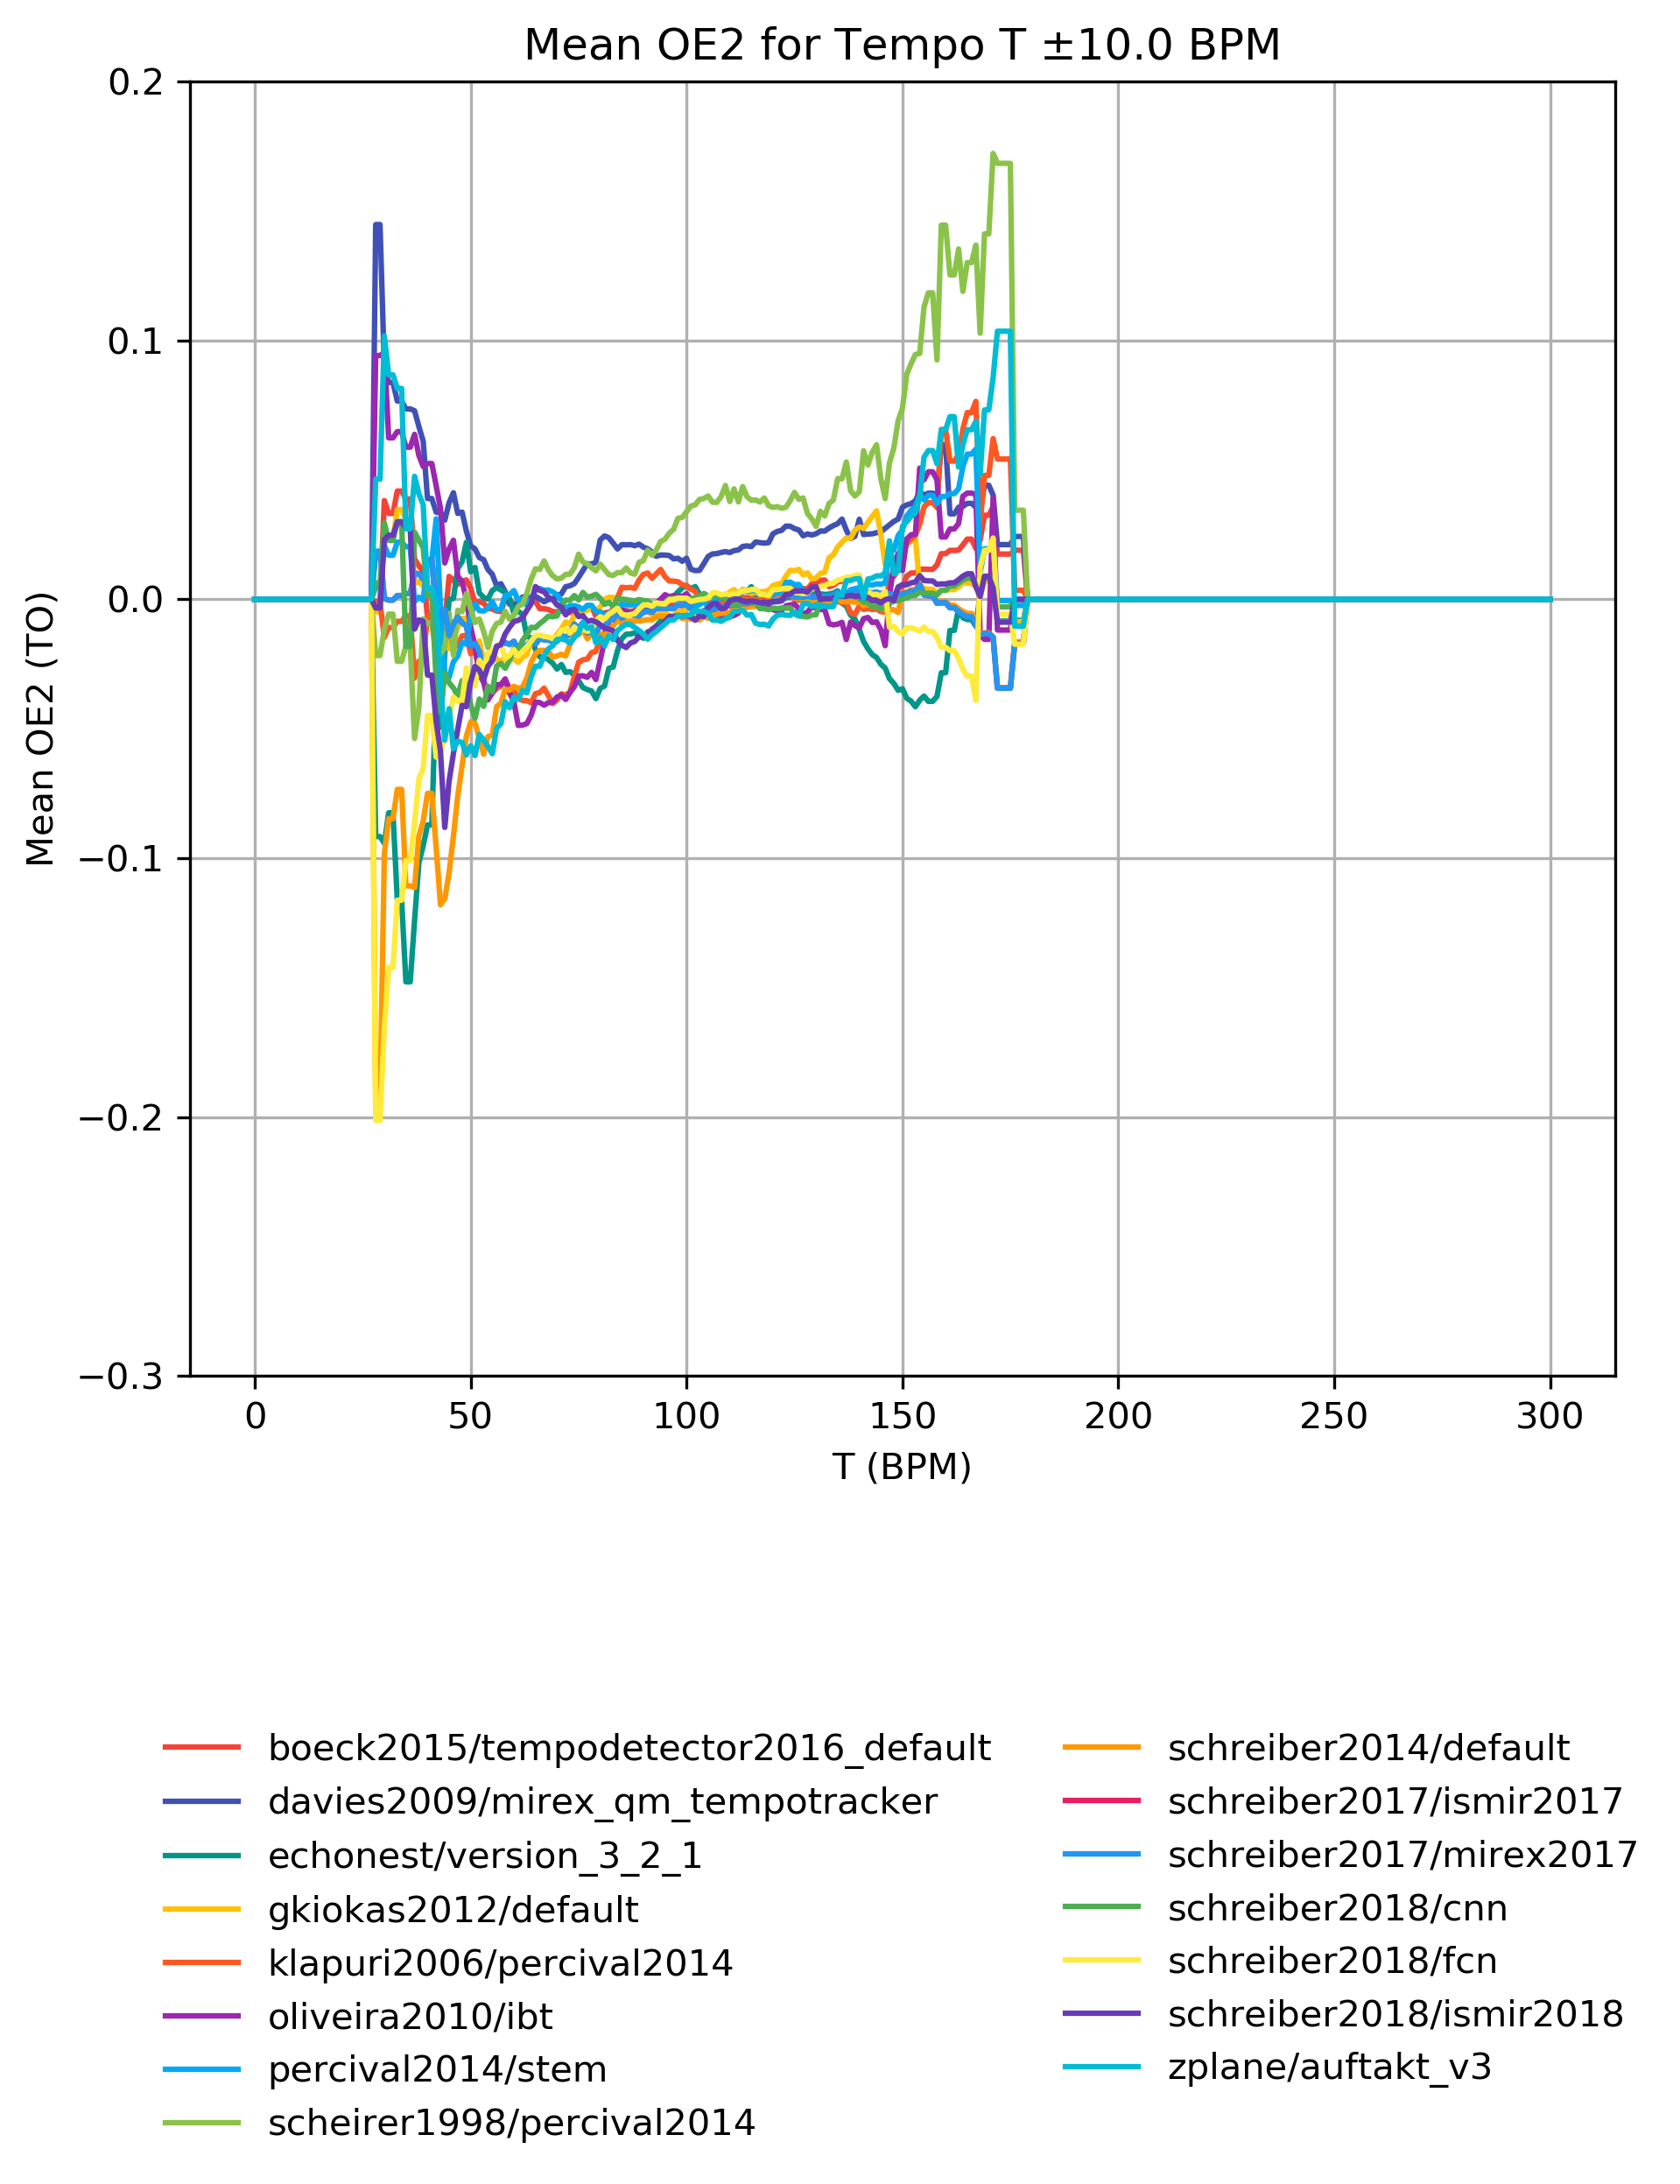 Mean OE2 for Tempo T ±10.0 BPM
0.2
0.1
0.0
−0.1
−0.2
−0.3
Mean OE2 (TO)
0 50 100 150 200 250 300
T (BPM)
boeck2015/tempodetector2016_default
davies2009/mirex_qm_tempotracker
echonest/version_3_2_1
gkiokas2012/default
klapuri2006/percival2014
oliveira2010/ibt
percival2014/stem
scheirer1998/percival2014
schreiber2014/default
schreiber2017/ismir2017
schreiber2017/mirex2017
schreiber2018/cnn
schreiber2018/fcn
schreiber2018/ismir2018
zplane/auftakt_v3